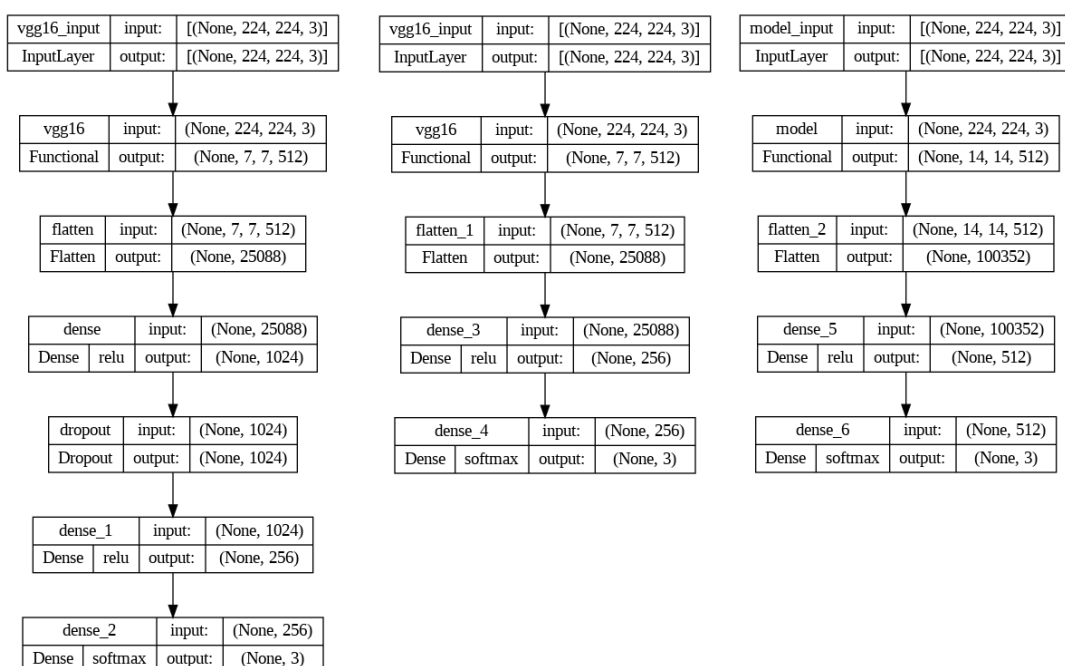 vgg16_input input: [(None, 224, 224, 3)]
InputLayer output: [(None, 224, 224, 3)]
vgg16 input: (None, 224, 224, 3)
Functional output: (None, 7, 7, 512)
flatten input: (None, 7, 7, 512)
Flatten output: (None, 25088)
dense input: (None, 25088)
Dense relu output: (None, 1024)
dropout input: (None, 1024)
Dropout output: (None, 1024)
dense_1 input: (None, 1024)
Dense relu output: (None, 256)
dense_2 input: (None, 256)
Dense softmax output: (None, 3)
vgg16_input input: [(None, 224, 224, 3)]
InputLayer output: [(None, 224, 224, 3)]
vgg16 input: (None, 224, 224, 3)
Functional output: (None, 7, 7, 512)
flatten_1 input: (None, 7, 7, 512)
Flatten output: (None, 25088)
dense_3 input: (None, 25088)
Dense relu output: (None, 256)
dense_4 input: (None, 256)
Dense softmax output: (None, 3)
model_input input: [(None, 224, 224, 3)]
InputLayer output: [(None, 224, 224, 3)]
model input: (None, 224, 224, 3)
Functional output: (None, 14, 14, 512)
flatten_2 input: (None, 14, 14, 512)
Flatten output: (None, 100352)
dense_5 input: (None, 100352)
Dense relu output: (None, 512)
dense_6 input: (None, 512)
Dense softmax output: (None, 3)